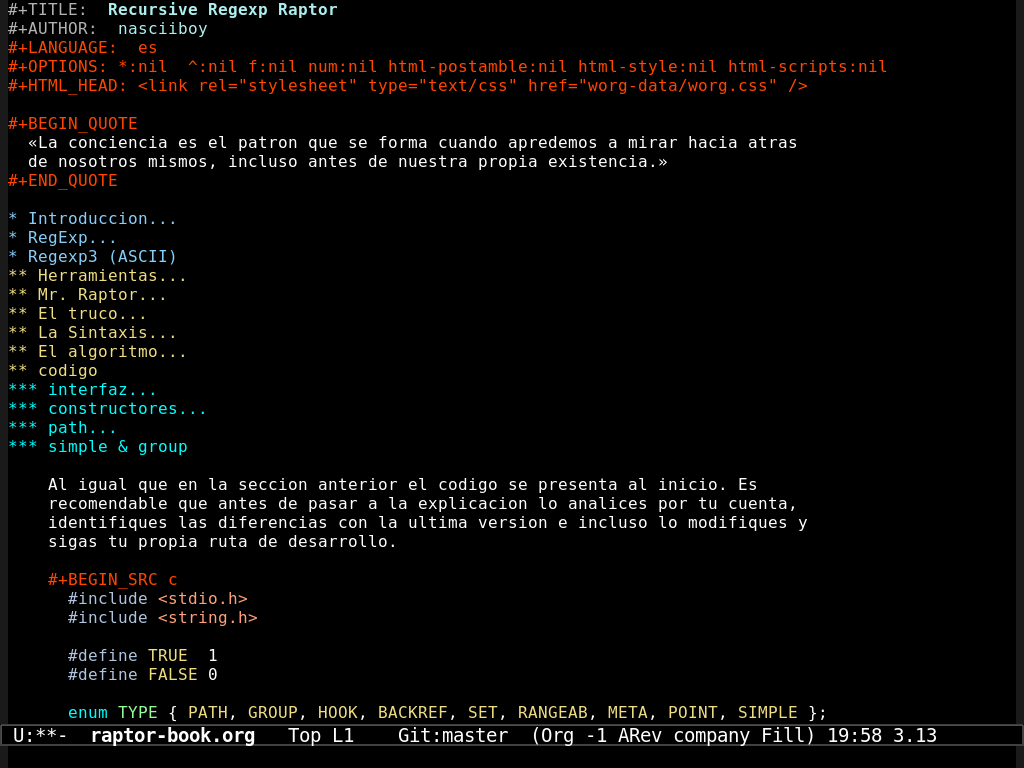 #+TITLE:  Recursive Regexp Raptor
#+AUTHOR:  nasciiboy
#+LANGUAGE:  es
#+OPTIONS: *:nil  ^:nil f:nil num:nil html-postamble:nil html-style:nil html-scripts:nil
#+HTML_HEAD: <link rel="stylesheet" type="text/css" href="worg-data/worg.css" />

#+BEGIN_QUOTE
  «La conciencia es el patron que se forma cuando apredemos a mirar hacia atras
  de nosotros mismos, incluso antes de nuestra propia existencia.»
#+END_QUOTE

* Introduccion...
* RegExp...
* Regexp3 (ASCII)
** Herramientas...
** Mr. Raptor...
** El truco...
** La Sintaxis...
** El algoritmo...
** codigo
*** interfaz...
*** constructores...
*** path...
*** simple & group

    Al igual que en la seccion anterior el codigo se presenta al inicio. Es
    recomendable que antes de pasar a la explicacion lo analices por tu cuenta,
    identifiques las diferencias con la ultima version e incluso lo modifiques y
    sigas tu propia ruta de desarrollo.

    #+BEGIN_SRC c
      #include <stdio.h>
      #include <string.h>

      #define TRUE  1
      #define FALSE 0

      enum TYPE { PATH, GROUP, HOOK, BACKREF, SET, RANGEAB, META, POINT, SIMPLE };
U:**-  raptor-book.org   Top L1    Git:master  (Org -1 ARev company Fill) 19:58 3.13